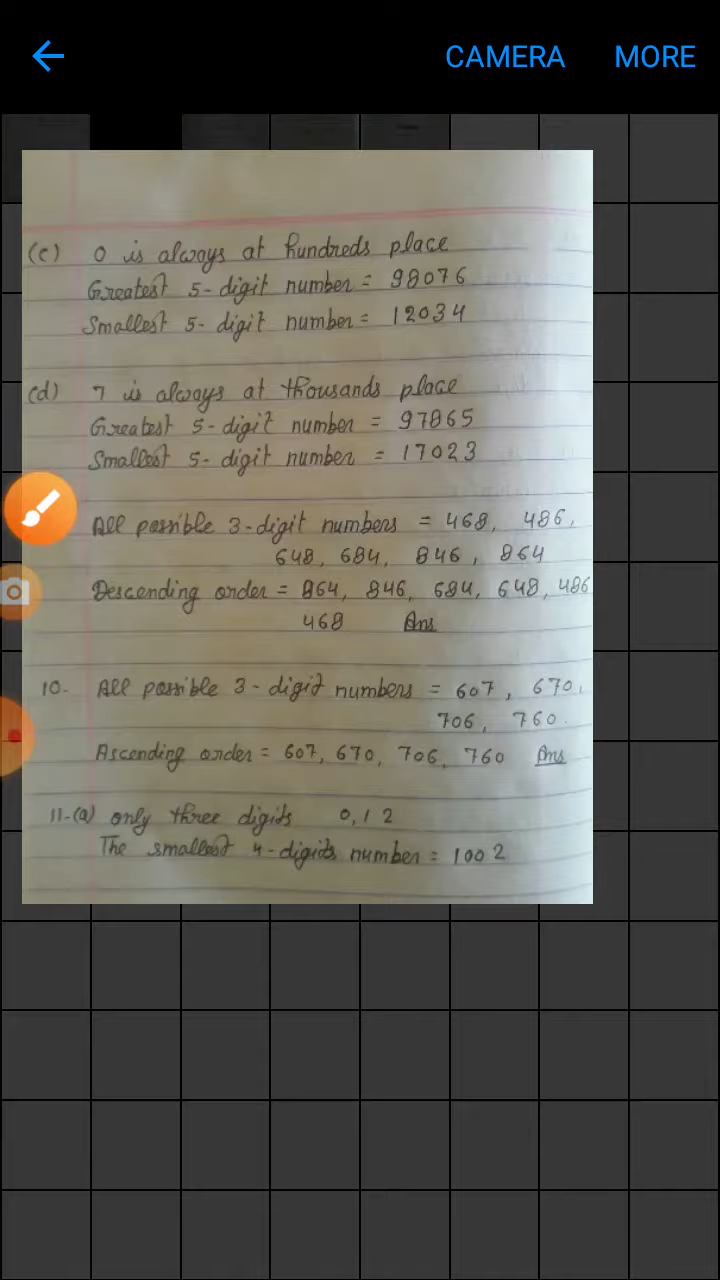 CAMERA MORE
(c) 0 is always at hundreds place
Greatest 5-digit number = 98076
Smallest 5-digit number = 12034
(d) 7 is always at thousands place
Greatest 5-digit number = 97865
Smallest 5-digit number = 17023
All possible 3-digit numbers = 468, 486,
648, 684, 846, 864
Descending order = 864, 846, 684, 648, 486
468 Ans
10. All possible 3-digit numbers = 607, 670,
706, 760.
Ascending order = 607, 670, 706, 760 Ans
11.(a) only three digits 0,1 2
The smallest 4-digits number = 1002